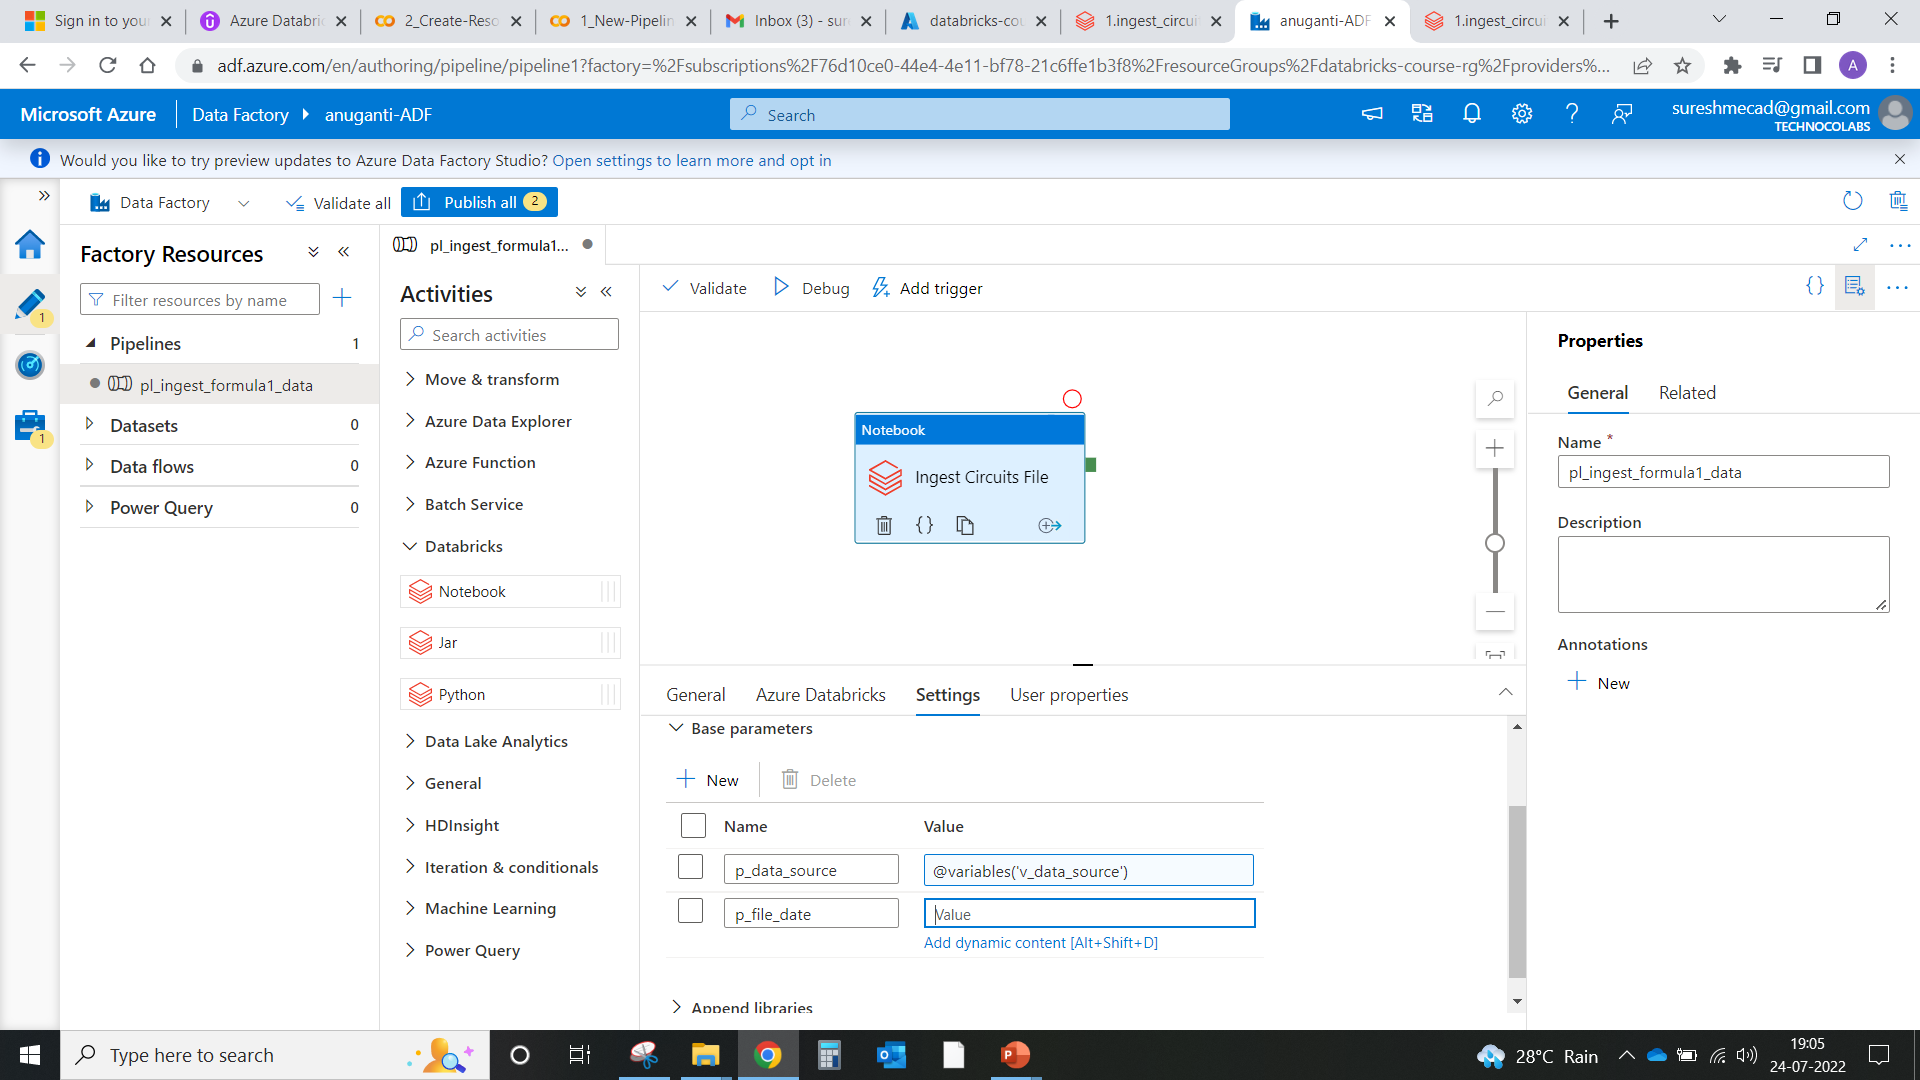 Sign in to your
Azure Databric
2_Create-Reso
1_New-Pipelin
Inbox (3) - sur
databricks-cou
1.ingest_circui
anuganti-ADF
1.ingest_circui
adf.azure.com/en/authoring/pipeline/pipeline1?factory=%2Fsubscriptions%2F76d10ce0-44e4-4e11-bf78-21c6ffe1b3f8%2FresourceGroups%2Fdatabricks-course-rg%2Fproviders%...
A
Microsoft Azure
Data Factory
anuganti-ADF
Search
sureshmecad@gmail.com
TECHNOCOLABS
Would you like to try preview updates to Azure Data Factory Studio? Open settings to learn more and opt in
Data Factory
Validate all
Publish all 2
Factory Resources
Filter resources by name
Pipelines 1
pl_ingest_formula1_data
Datasets 0
Data flows 0
Power Query 0
1
1
pl_ingest_formula1...
Activities
Search activities
Move & transform
Azure Data Explorer
Azure Function
Batch Service
Databricks
Notebook
Jar
Python
Data Lake Analytics
General
HDInsight
Iteration & conditionals
Machine Learning
Power Query
Validate
Debug
Add trigger
Notebook
Ingest Circuits File
General
Azure Databricks
Settings
User properties
Base parameters
New
Delete
Name Value
p_data_source @variables('v_data_source')
p_file_date Value
Add dynamic content [Alt+Shift+D]
Append libraries
Properties
General
Related
Name *
pl_ingest_formula1_data
Description
Annotations
New
Type here to search
28°C Rain
19:05
24-07-2022